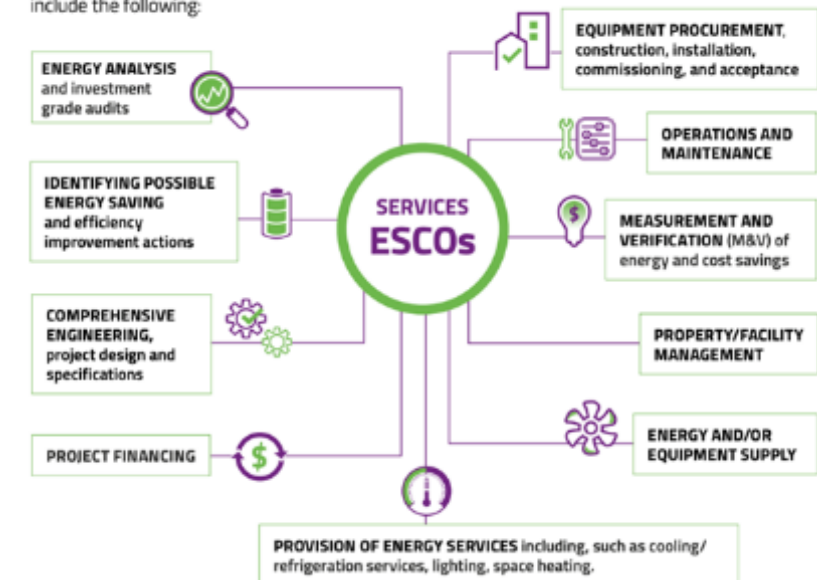 include the following:
ENERGY ANALYSIS
and investment
grade audits
IDENTIFYING POSSIBLE
ENERGY SAVING
and efficiency
improvement actions
COMPREHENSIVE
ENGINEERING,
project design and
specifications
PROJECT FINANCING
$
SERVICES
ESCOs
EQUIPMENT PROCUREMENT,
construction, installation,
commissioning, and acceptance
OPERATIONS AND
MAINTENANCE
$
MEASUREMENT AND
VERIFICATION (M&V) of
energy and cost savings
PROPERTY/FACILITY
MANAGEMENT
ENERGY AND/OR
EQUIPMENT SUPPLY
PROVISION OF ENERGY SERVICES including, such as cooling/
refrigeration services, lighting, space heating.